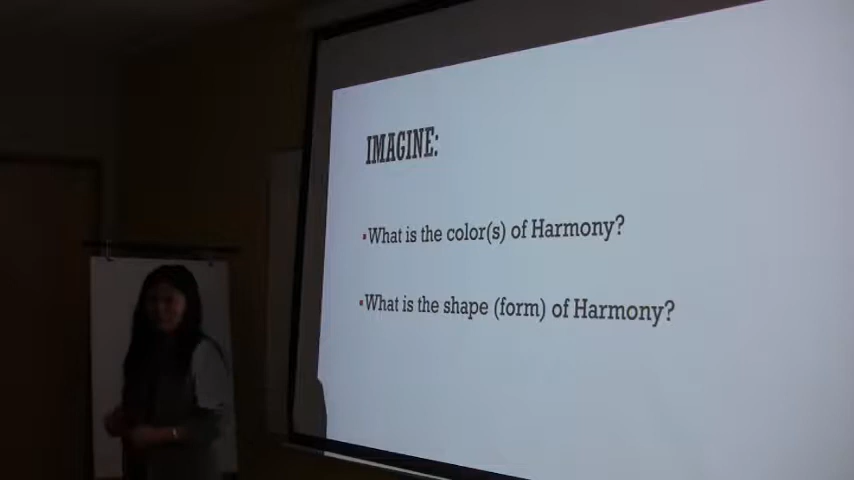 IMAGINE:
▪What is the color(s) of Harmony?
▪What is the shape (form) of Harmony?